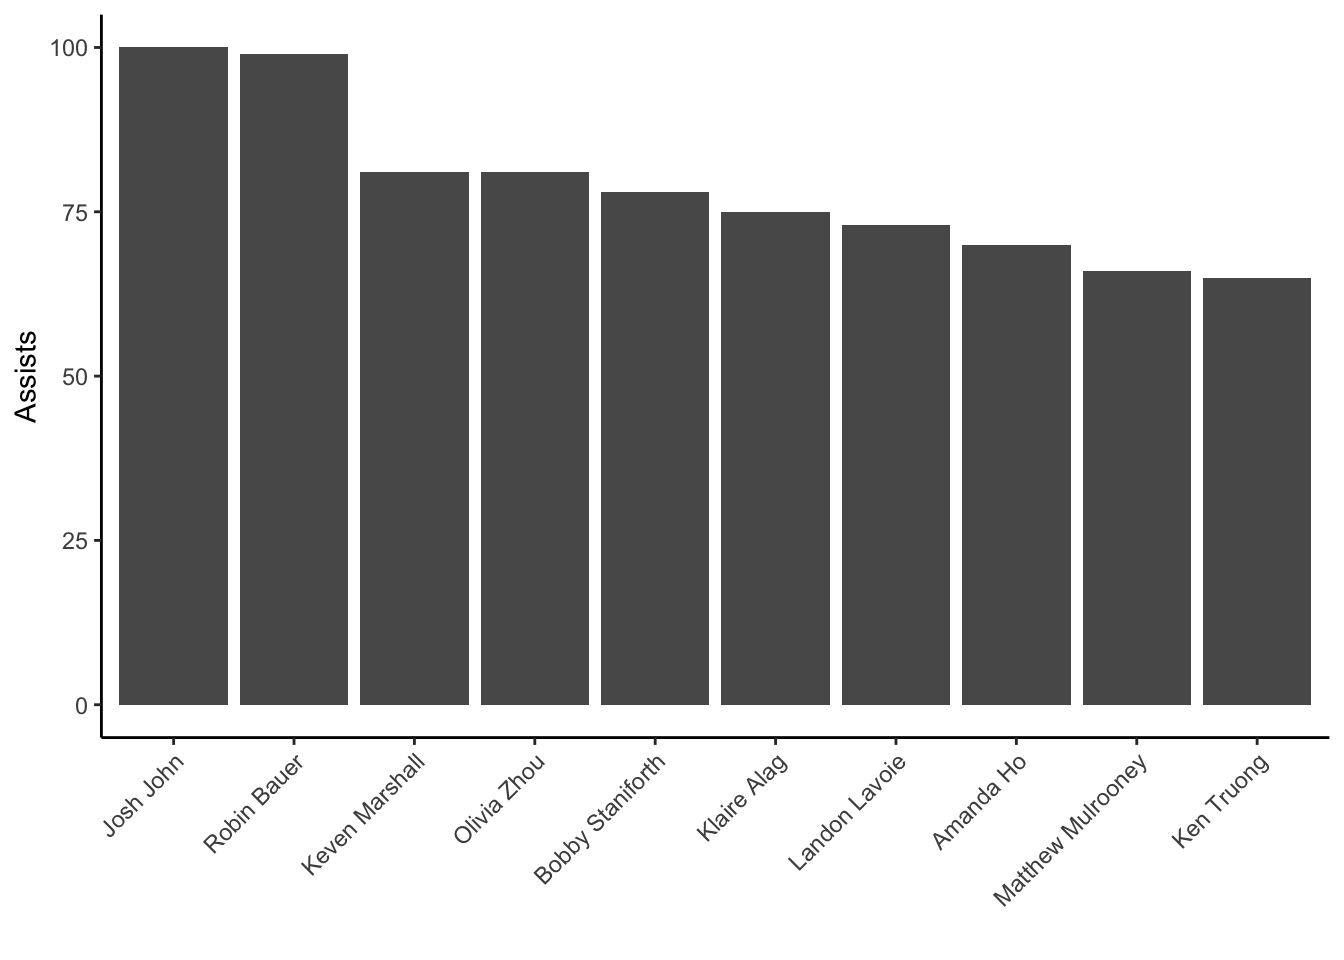 100
75
50
25
0
Assists
Josh John
Robin Bauer
Keven Marshall
Olivia Zhou
Bobby Staniforth
Klaire Alag
Landon Lavoie
Amanda Ho
Matthew Mulrooney
Ken Truong